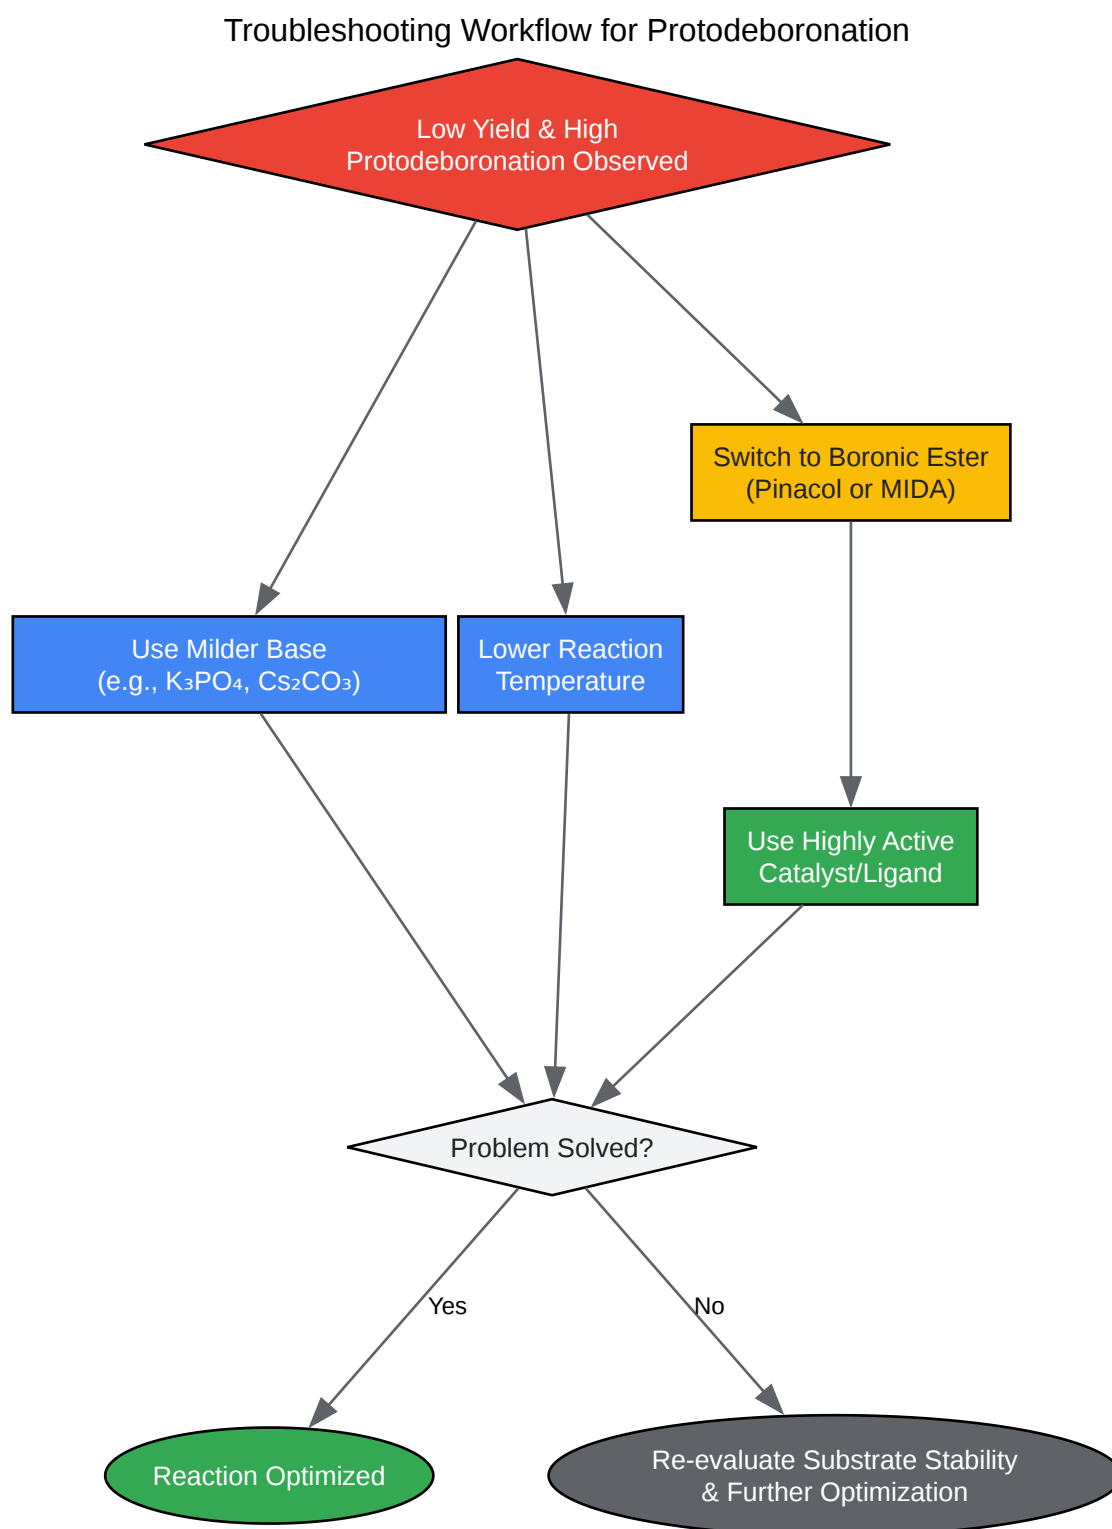 Troubleshooting Workflow for Protodeboronation
Low Yield & High
Protodeboronation Observed
Switch to Boronic Ester
(Pinacol or MIDA)
Use Milder Base
(e.g., K₃PO₄, Cs₂CO₃)
Lower Reaction
Temperature
Use Highly Active
Catalyst/Ligand
Problem Solved?
Yes
No
Reaction Optimized
Re-evaluate Substrate Stability
& Further Optimization